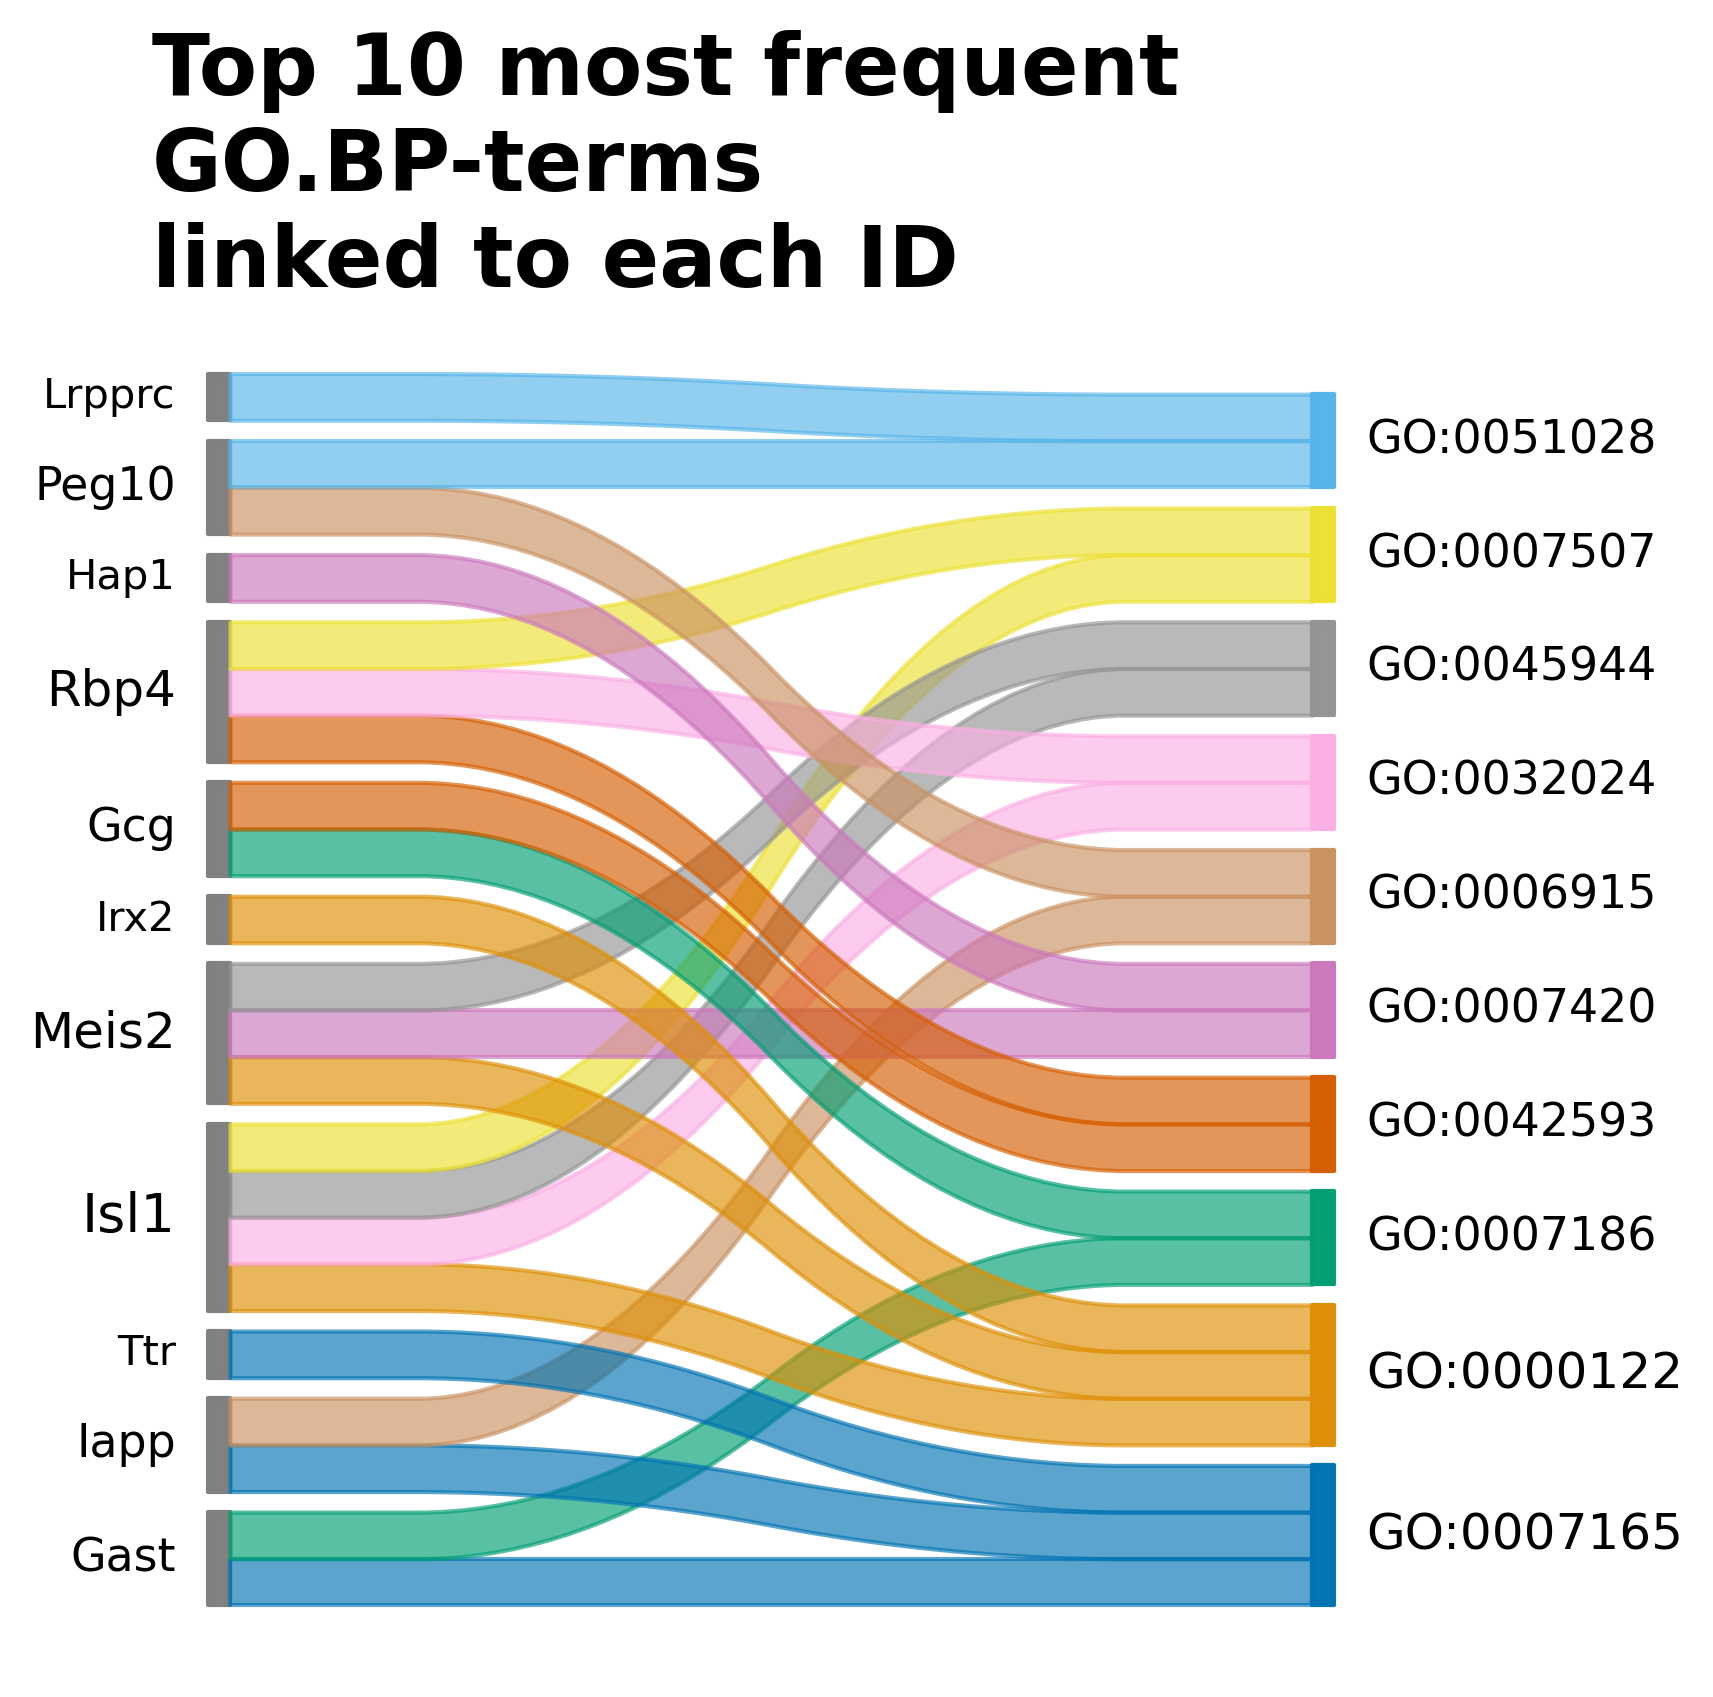 Top 10 most frequent
GO.BP-terms
linked to each ID
Lrpprc
Peg10
Hap1
Rbp4
Gcg
Irx2
Meis2
Isl1
Ttr
Iapp
Gast
GO:0051028
GO:0007507
GO:0045944
GO:0032024
GO:0006915
GO:0007420
GO:0042593
GO:0007186
GO:0000122
GO:0007165